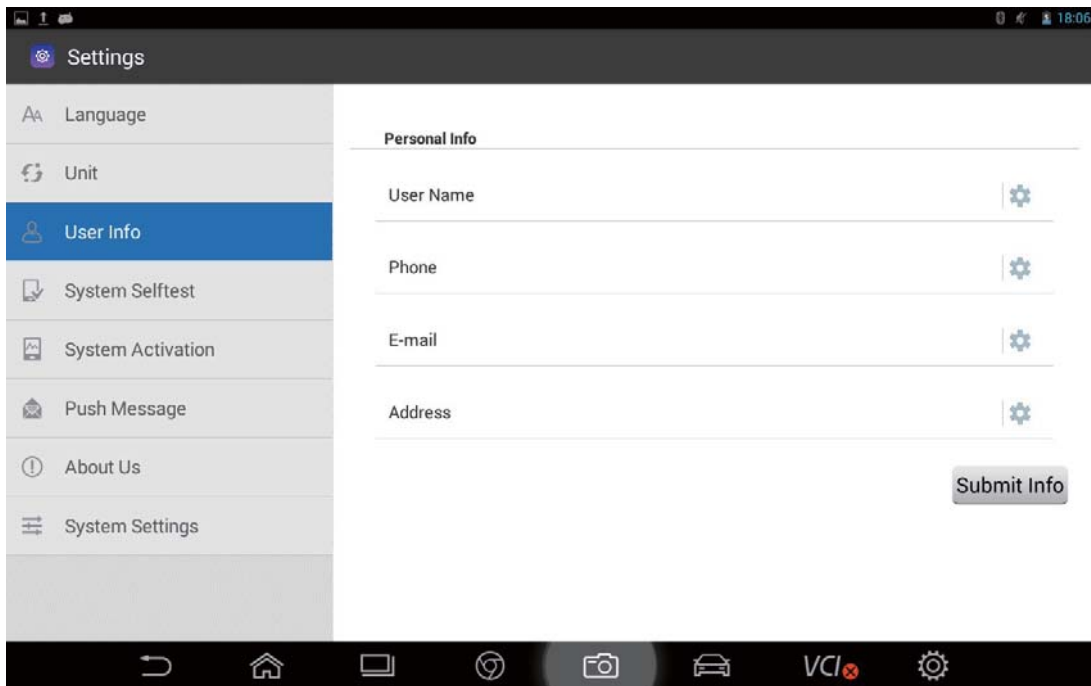 18:06
Settings
Language
Unit
User Info
System Selftest
System Activation
Push Message
About Us
System Settings
Personal Info
User Name
Phone
E-mail
Address
Submit Info
VCI